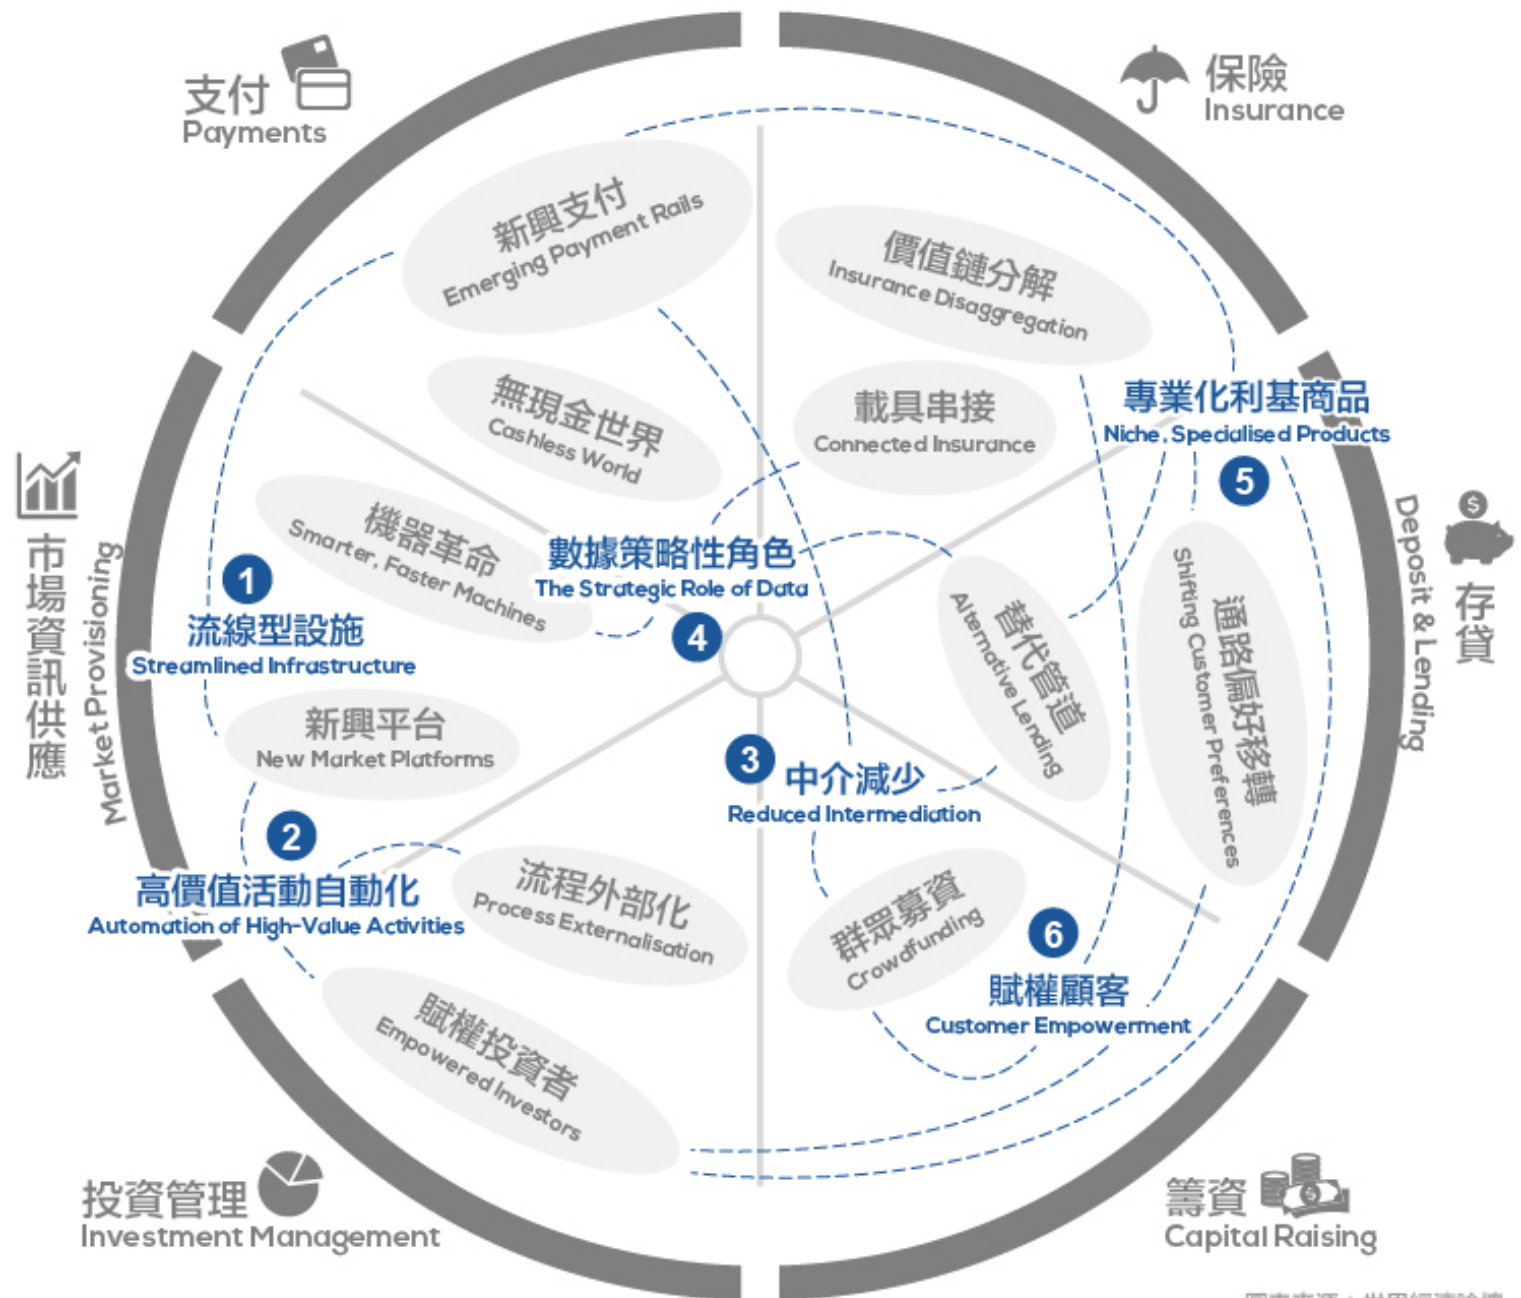 支付
Payments
保險
Insurance
新興支付
Emerging Payment Rails
價值鏈分解
Insurance Disaggregation
無現金世界
Cashless World
載具串接
Connected Insurance
專業化利基商品
Niche, Specialised Products
5
市場資訊供應
Market Provisioning
機器革命
Smarter, Faster Machines
數據策略性角色
The Strategic Role of Data
4
存貸
Deposit & Lending
1
流線型設施
Streamlined Infrastructure
替代管道
Alternative Lending
通路偏好移轉
Shifting Customer Preferences
新興平台
New Market Platforms
3
中介減少
Reduced Intermediation
2
高價值活動自動化
Automation of High-Value Activities
流程外部化
Process Externalisation
群眾募資
Crowdfunding
6
賦權顧客
Customer Empowerment
賦權投資者
Empowered Investors
投資管理
Investment Management
籌資
Capital Raising